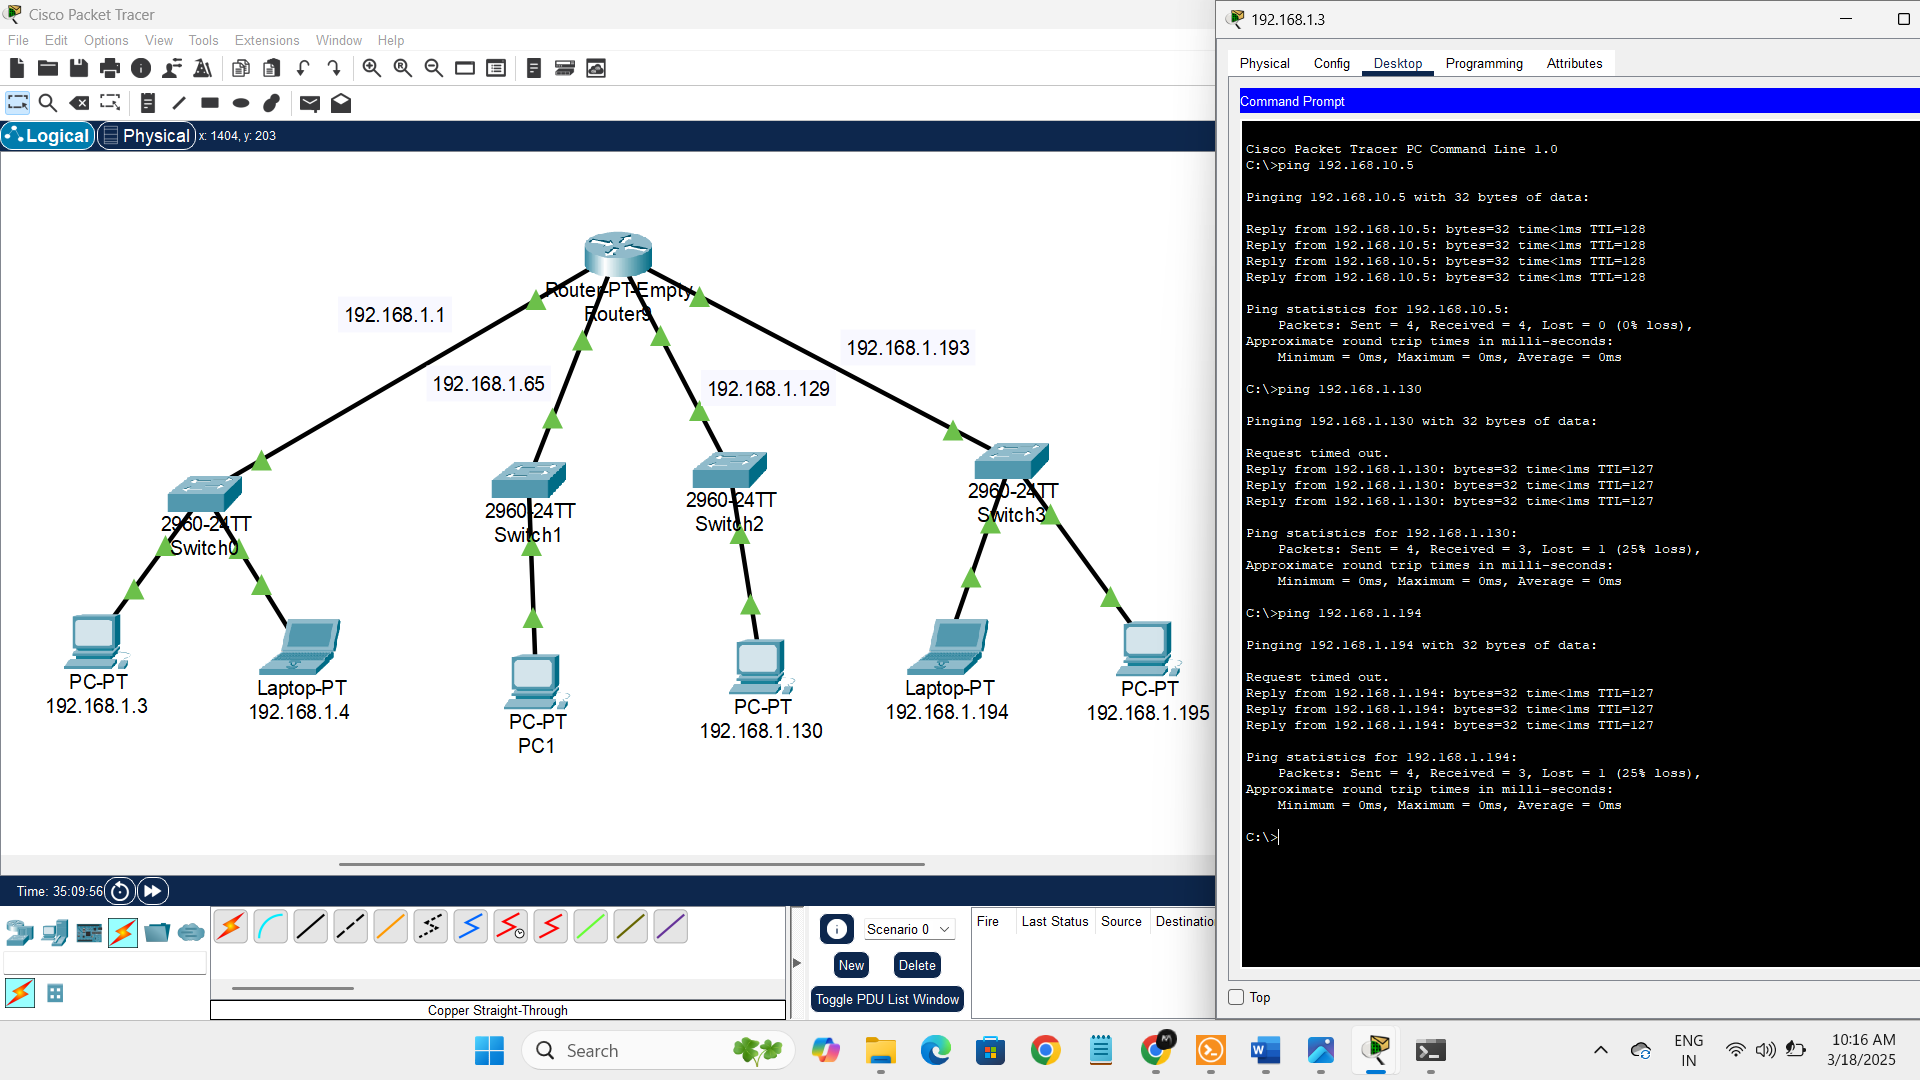 Cisco Packet Tracer
File Edit Options View Tools Extensions Window Help
Logical Physical x: 1404, y: 203
Router-PT-Empty
Router9
192.168.1.1
192.168.1.65
192.168.1.129
192.168.1.193
2960-24TT
Switch0
2960-24TT
Switch1
2960-24TT
Switch2
2960-24TT
Switch3
PC-PT
192.168.1.3
Laptop-PT
192.168.1.4
PC-PT
PC1
PC-PT
192.168.1.130
Laptop-PT
192.168.1.194
PC-PT
192.168.1.195
Time: 35:09:56
Copper Straight-Through
Scenario 0
New Delete
Toggle PDU List Window
Fire Last Status Source Destinatio
192.168.1.3
Physical Config Desktop Programming Attributes
Command Prompt
Cisco Packet Tracer PC Command Line 1.0
C:\>ping 192.168.10.5
Pinging 192.168.10.5 with 32 bytes of data:
Reply from 192.168.10.5: bytes=32 time<1ms TTL=128
Reply from 192.168.10.5: bytes=32 time<1ms TTL=128
Reply from 192.168.10.5: bytes=32 time<1ms TTL=128
Reply from 192.168.10.5: bytes=32 time<1ms TTL=128
Ping statistics for 192.168.10.5:
Packets: Sent = 4, Received = 4, Lost = 0 (0% loss),
Approximate round trip times in milli-seconds:
Minimum = 0ms, Maximum = 0ms, Average = 0ms
C:\>ping 192.168.1.130
Pinging 192.168.1.130 with 32 bytes of data:
Request timed out.
Reply from 192.168.1.130: bytes=32 time<1ms TTL=127
Reply from 192.168.1.130: bytes=32 time<1ms TTL=127
Reply from 192.168.1.130: bytes=32 time<1ms TTL=127
Ping statistics for 192.168.1.130:
Packets: Sent = 4, Received = 3, Lost = 1 (25% loss),
Approximate round trip times in milli-seconds:
Minimum = 0ms, Maximum = 0ms, Average = 0ms
C:\>ping 192.168.1.194
Pinging 192.168.1.194 with 32 bytes of data:
Request timed out.
Reply from 192.168.1.194: bytes=32 time<1ms TTL=127
Reply from 192.168.1.194: bytes=32 time<1ms TTL=127
Reply from 192.168.1.194: bytes=32 time<1ms TTL=127
Ping statistics for 192.168.1.194:
Packets: Sent = 4, Received = 3, Lost = 1 (25% loss),
Approximate round trip times in milli-seconds:
Minimum = 0ms, Maximum = 0ms, Average = 0ms
C:\>
Top
Search
ENG
IN
10:16 AM
3/18/2025